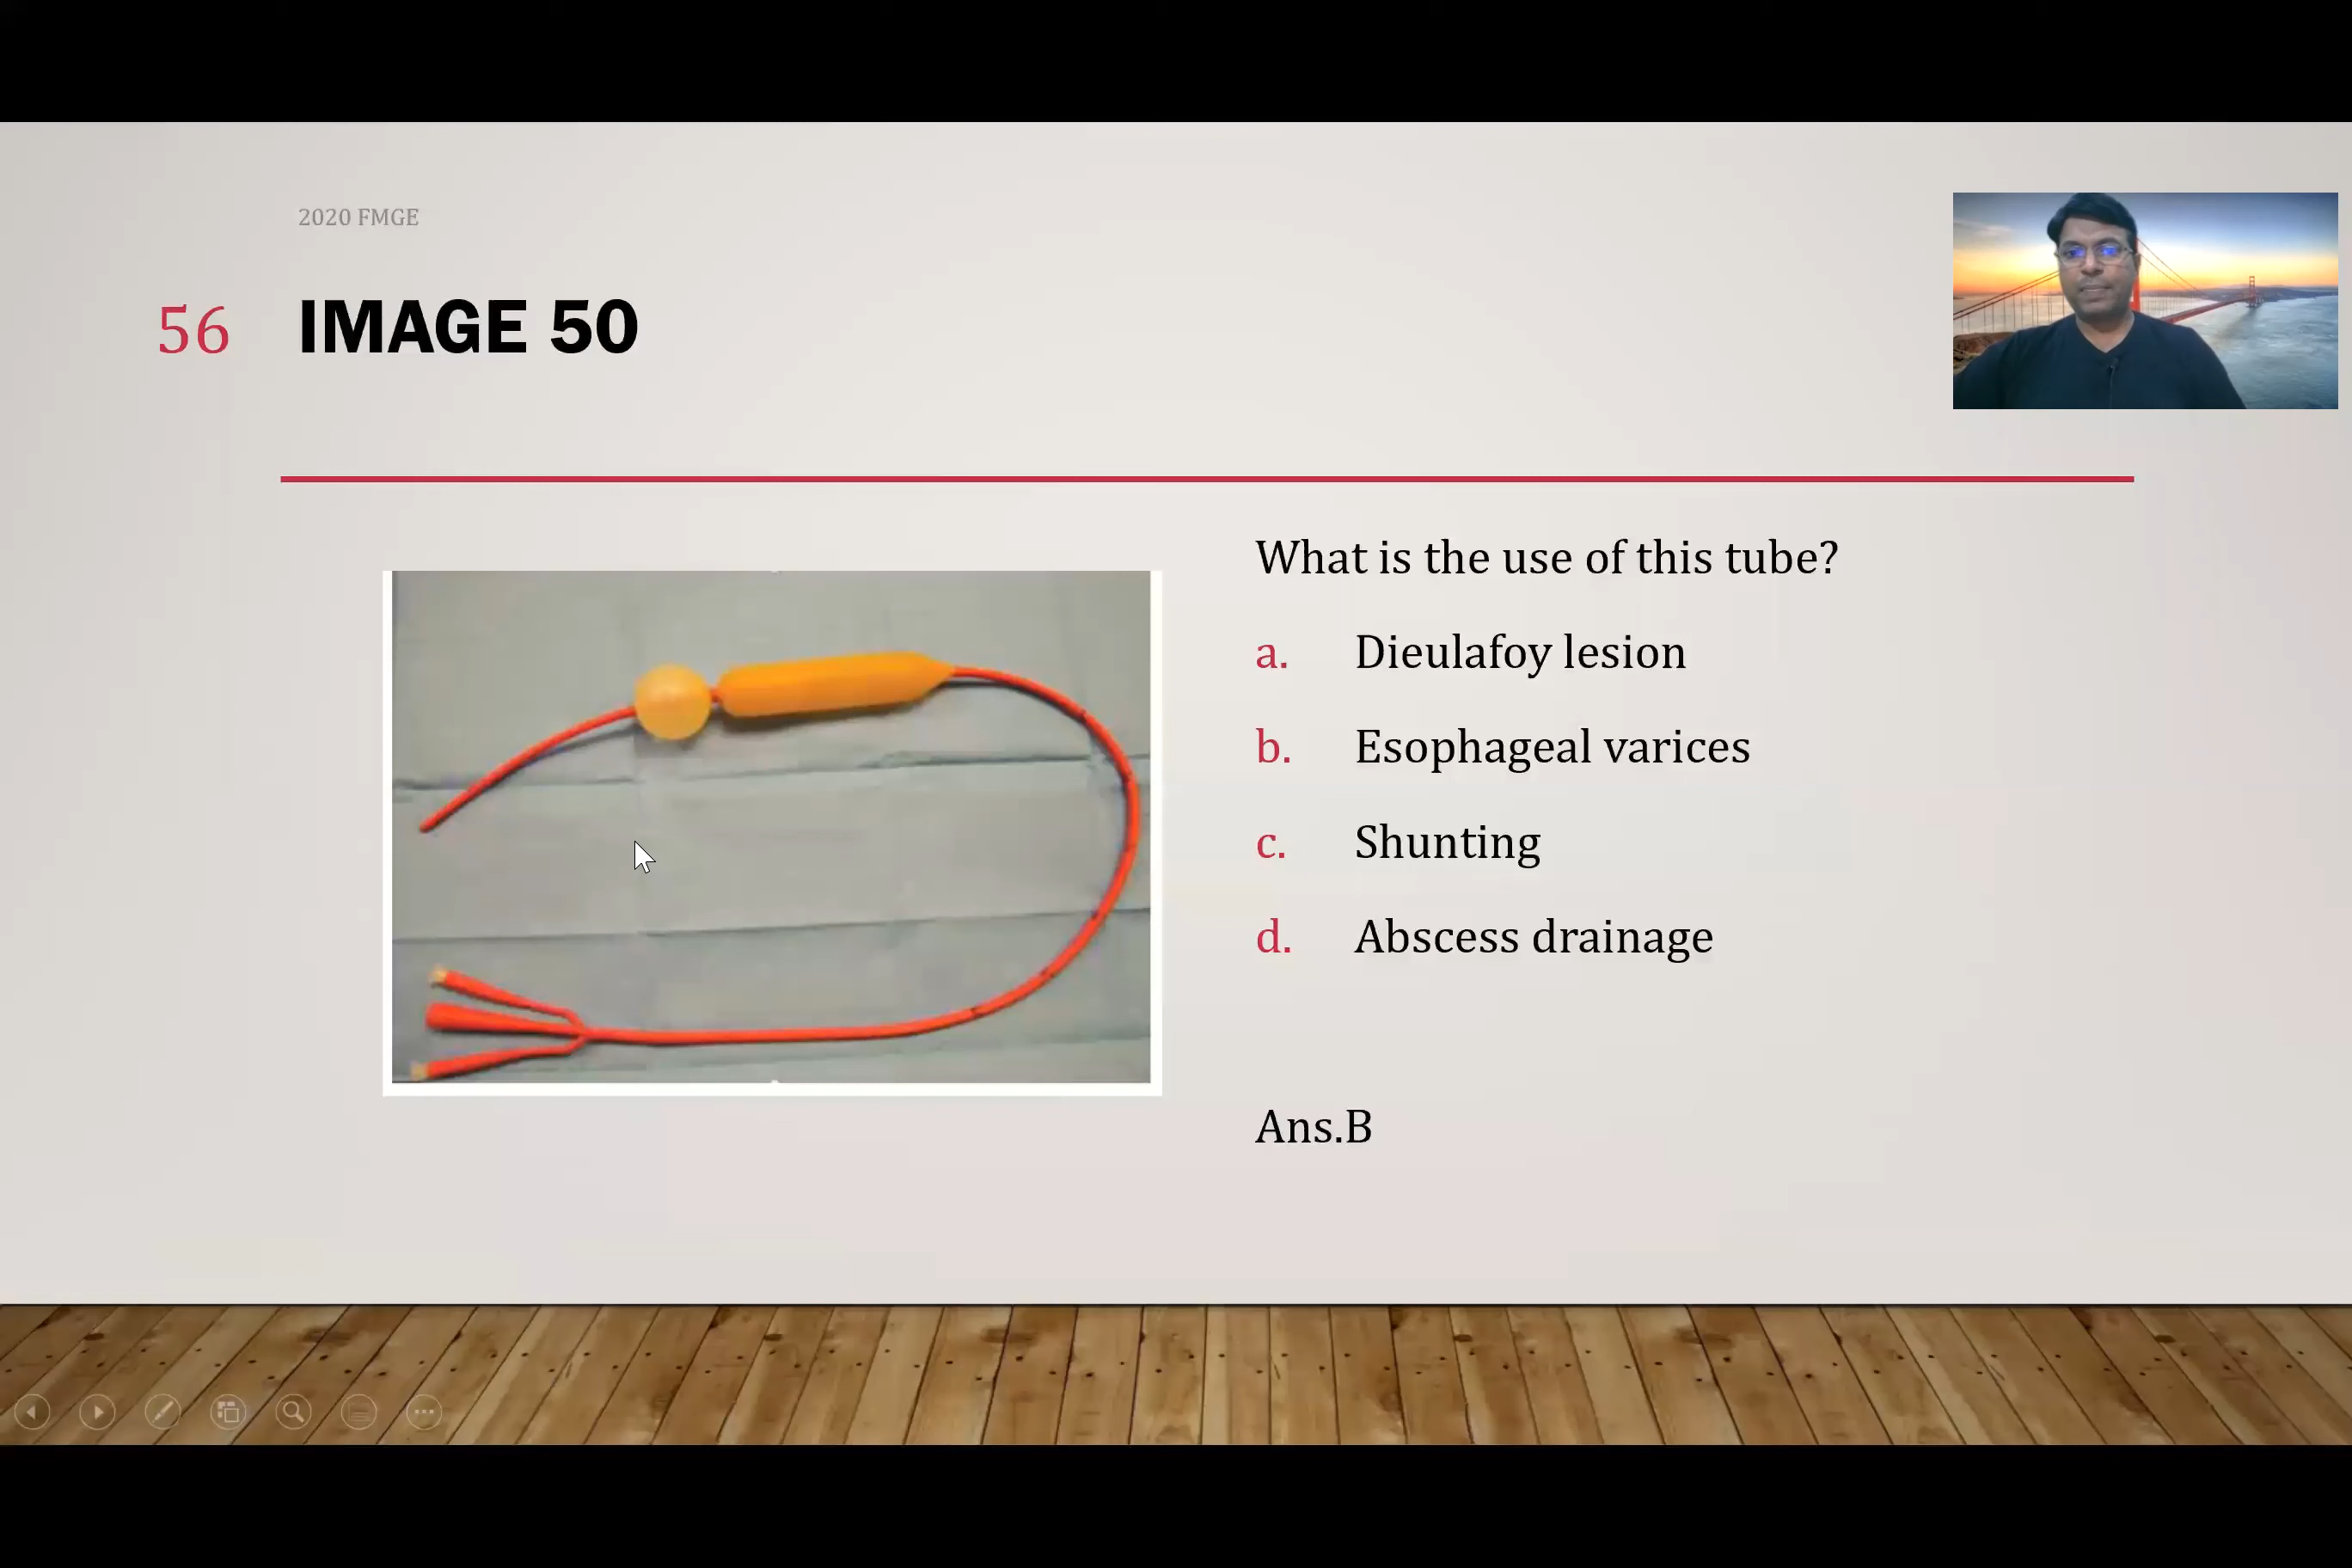 2020 FMGE
56 IMAGE 50
What is the use of this tube?
a. Dieulafoy lesion
b. Esophageal varices
c. Shunting
d. Abscess drainage
Ans.B